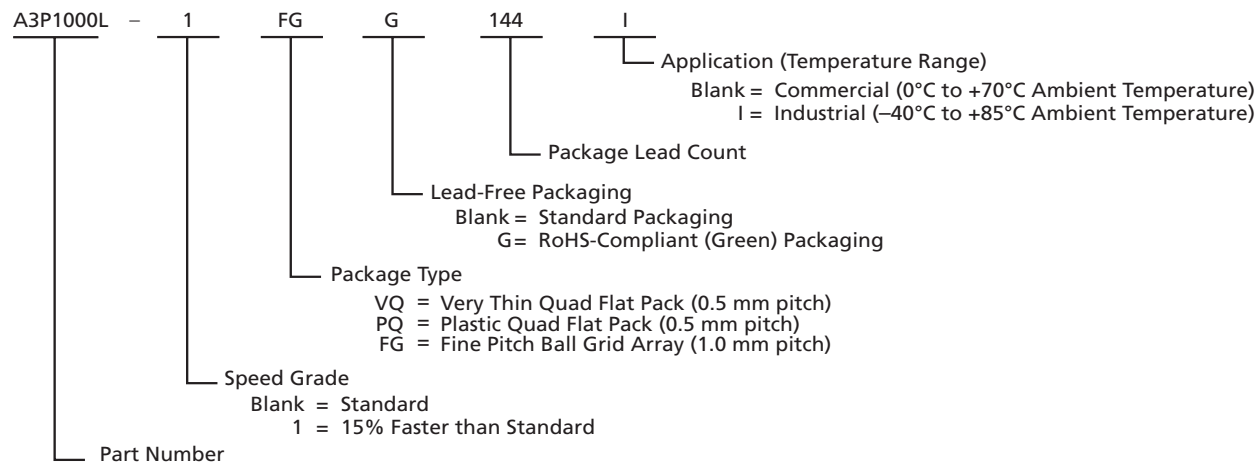 A3P1000L – 1 FG G 144 I
Application (Temperature Range)
Blank = Commercial (0°C to +70°C Ambient Temperature)
I = Industrial (–40°C to +85°C Ambient Temperature)
Package Lead Count
Lead-Free Packaging
Blank = Standard Packaging
G= RoHS-Compliant (Green) Packaging
Package Type
VQ = Very Thin Quad Flat Pack (0.5 mm pitch)
PQ = Plastic Quad Flat Pack (0.5 mm pitch)
FG = Fine Pitch Ball Grid Array (1.0 mm pitch)
Speed Grade
Blank = Standard
1 = 15% Faster than Standard
Part Number